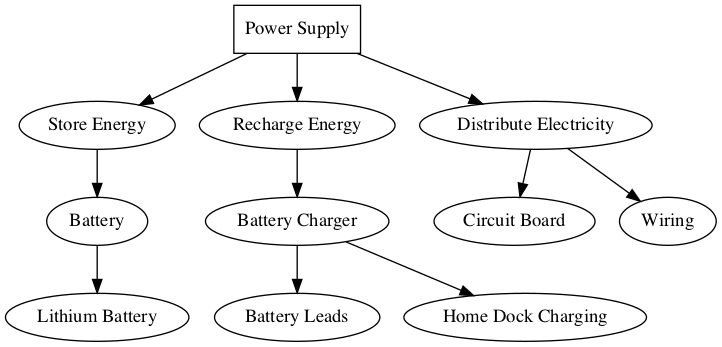 Power Supply
Store Energy
Recharge Energy
Distribute Electricity
Battery
Battery Charger
Circuit Board
Wiring
Lithium Battery
Battery Leads
Home Dock Charging